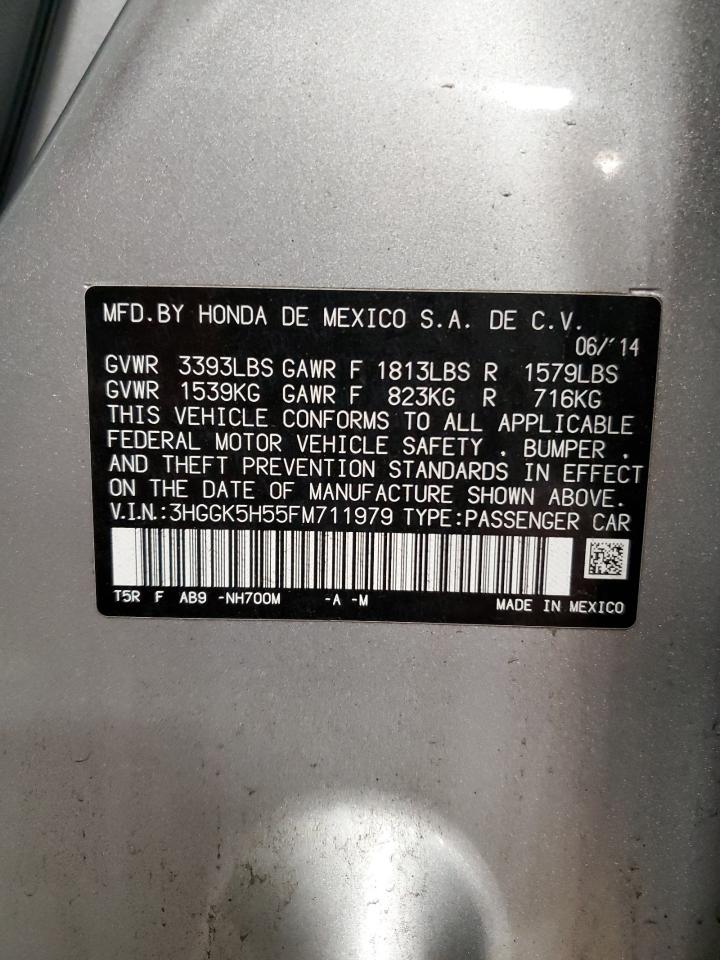 MFD.BY HONDA DE MEXICO S.A. DE C.V.
06/'14
GVWR 3393LBS GAWR F 1813LBS R 1579LBS
GVWR 1539KG GAWR F 823KG R 716KG
THIS VEHICLE CONFORMS TO ALL APPLICABLE
FEDERAL MOTOR VEHICLE SAFETY . BUMPER .
AND THEFT PREVENTION STANDARDS IN EFFECT
ON THE DATE OF MANUFACTURE SHOWN ABOVE.
V.I.N.:3HGGK5H55FM711979 TYPE:PASSENGER CAR
T5R F AB9 -NH700M -A -M
MADE IN MEXICO